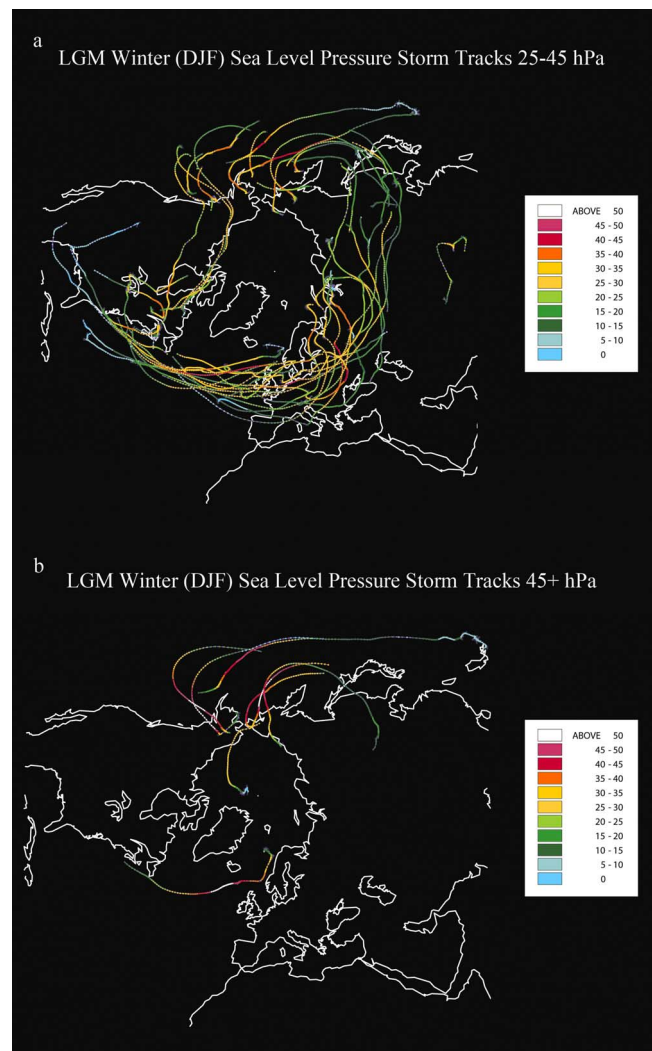 a
LGM Winter (DJF) Sea Level Pressure Storm Tracks 25-45 hPa
ABOVE 50
45 - 50
40 - 45
35 - 40
30 - 35
25 - 30
20 - 25
15 - 20
10 - 15
5 - 10
0
b
LGM Winter (DJF) Sea Level Pressure Storm Tracks 45+ hPa
ABOVE 50
45 - 50
40 - 45
35 - 40
30 - 35
25 - 30
20 - 25
15 - 20
10 - 15
5 - 10
0